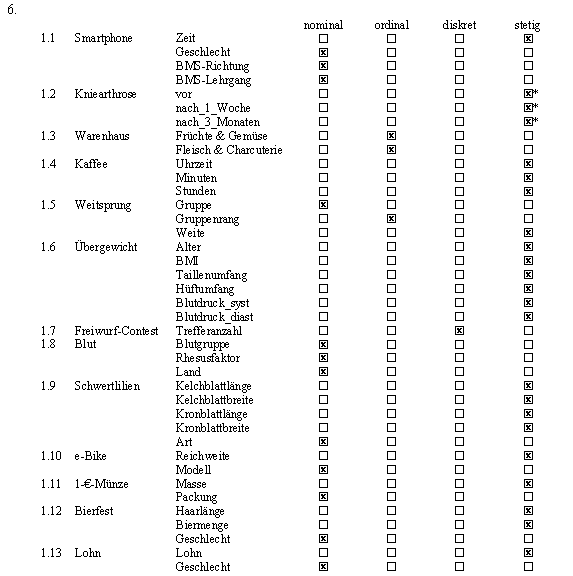 6.
nominal ordinal diskret stetig
1.1 Smartphone Zeit ☐ ☐ ☐ ☒
Geschlecht ☒ ☐ ☐ ☐
BMS-Richtung ☒ ☐ ☐ ☐
BMS-Lehrgang ☒ ☐ ☐ ☐
1.2 Kniearthrose vor ☐ ☐ ☐ ☒*
nach_1_Woche ☐ ☐ ☐ ☒*
nach_3_Monaten ☐ ☐ ☐ ☒*
1.3 Warenhaus Früchte & Gemüse ☐ ☒ ☐ ☐
Fleisch & Charcuterie ☐ ☒ ☐ ☐
1.4 Kaffee Uhrzeit ☐ ☐ ☐ ☒
Minuten ☐ ☐ ☐ ☒
Stunden ☐ ☐ ☐ ☒
1.5 Weitsprung Gruppe ☒ ☐ ☐ ☐
Gruppenrang ☐ ☒ ☐ ☐
Weite ☐ ☐ ☐ ☒
1.6 Übergewicht Alter ☐ ☐ ☐ ☒
BMI ☐ ☐ ☐ ☒
Taillenumfang ☐ ☐ ☐ ☒
Hüftumfang ☐ ☐ ☐ ☒
Blutdruck_syst ☐ ☐ ☐ ☒
Blutdruck_diast ☐ ☐ ☐ ☒
1.7 Freiwurf-Contest Trefferanzahl ☐ ☐ ☒ ☐
1.8 Blut Blutgruppe ☒ ☐ ☐ ☐
Rhesusfaktor ☒ ☐ ☐ ☐
Land ☒ ☐ ☐ ☐
1.9 Schwertlilien Kelchblattlänge ☐ ☐ ☐ ☒
Kelchblattbreite ☐ ☐ ☐ ☒
Kronblattlänge ☐ ☐ ☐ ☒
Kronblattbreite ☐ ☐ ☐ ☒
Art ☒ ☐ ☐ ☐
1.10 e-Bike Reichweite ☐ ☐ ☐ ☒
Modell ☒ ☐ ☐ ☐
1.11 1-€-Münze Masse ☐ ☐ ☐ ☒
Packung ☒ ☐ ☐ ☐
1.12 Bierfest Haarlänge ☐ ☐ ☐ ☒
Biermenge ☐ ☐ ☐ ☒
Geschlecht ☒ ☐ ☐ ☐
1.13 Lohn Lohn ☐ ☐ ☐ ☒
Geschlecht ☒ ☐ ☐ ☐